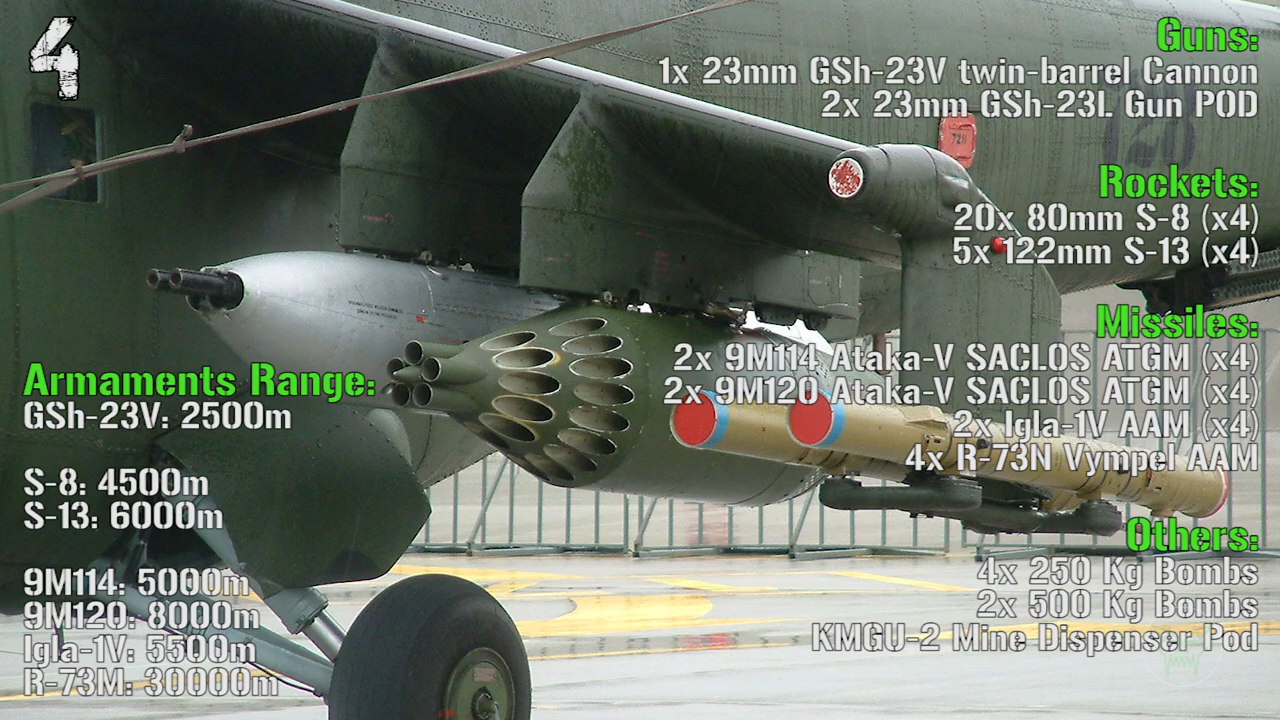 4
Guns:
1x 23mm GSh-23V twin-barrel Cannon
2x 23mm GSh-23L Gun POD
7211
120
Rockets:
20x 80mm S-8 (x4)
5x 122mm S-13 (x4)
Missiles:
2x 9M114 Ataka-V SACLOS ATGM (x4)
2x 9M120 Ataka-V SACLOS ATGM (x4)
2x Igla-1V AAM (x4)
4x R-73N Vympel AAM
Armaments Range:
GSh-23V: 2500m
S-8: 4500m
S-13: 6000m
9M114: 5000m
9M120: 8000m
Igla-1V: 5500m
R-73M: 30000m
Others:
4x 250 Kg Bombs
2x 500 Kg Bombs
KMGU-2 Mine Dispenser Pod